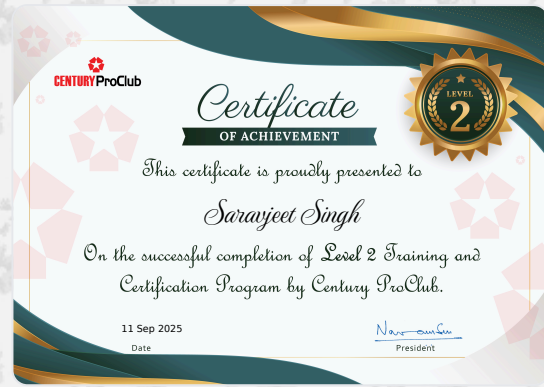 CENTURY ProClub
Certificate
OF ACHIEVEMENT
LEVEL
2
This certificate is proudly presented to
Saravjeet Singh
On the successful completion of Level 2 Training and
Certification Program by Century ProClub.
11 Sep 2025
Date
President